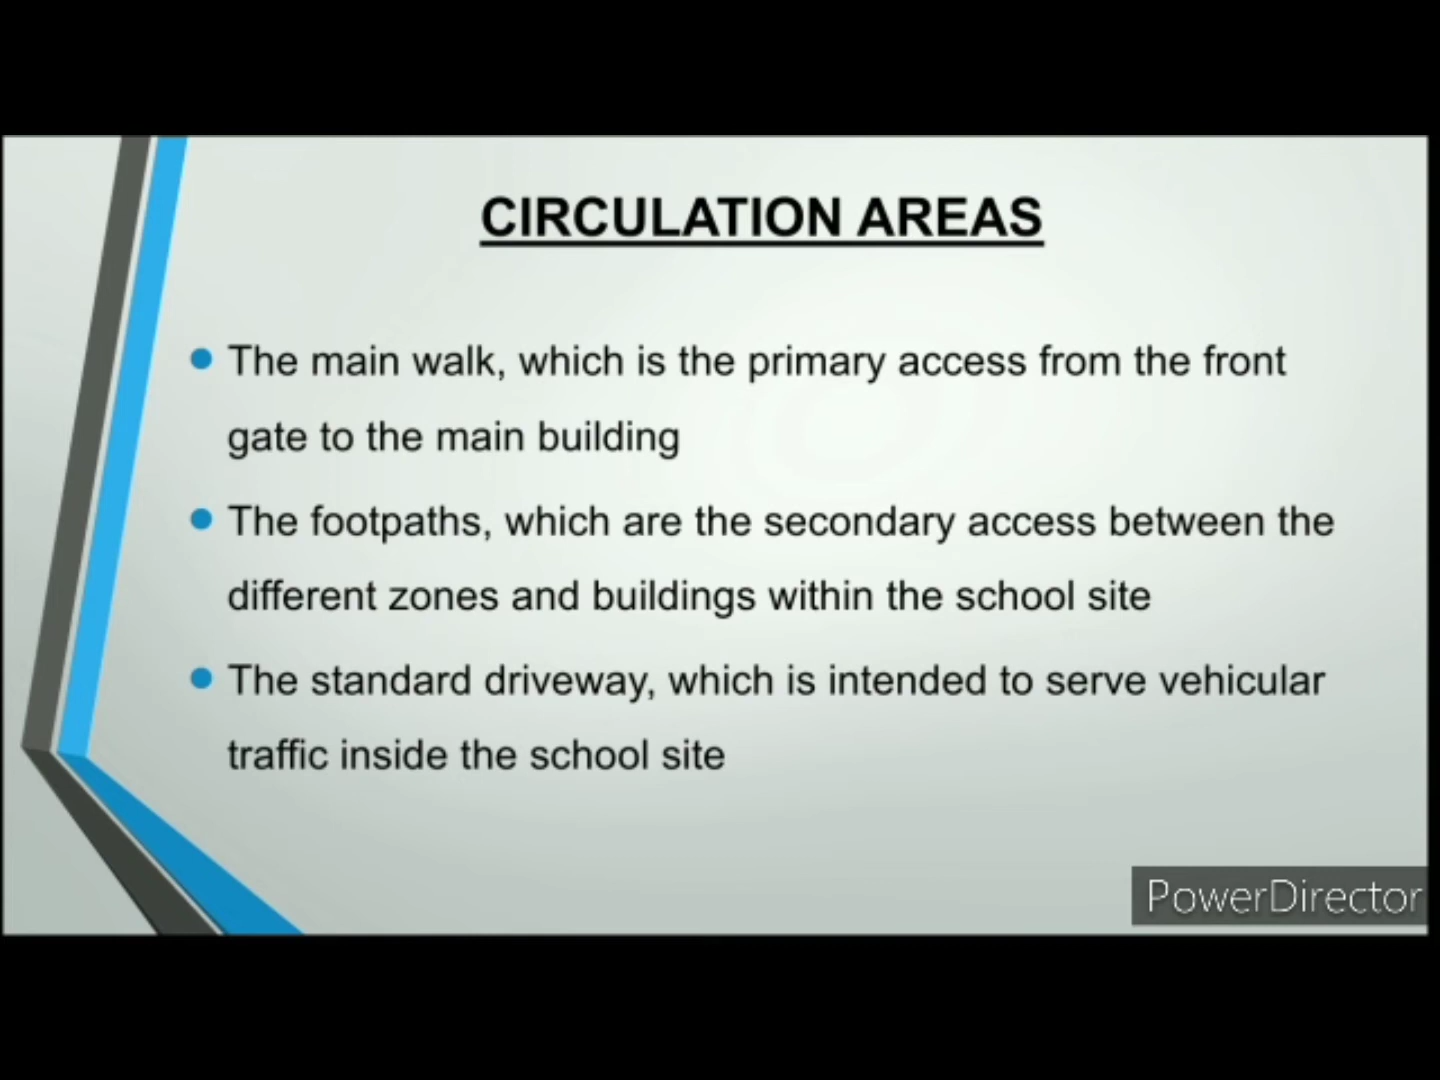 CIRCULATION AREAS
The main walk, which is the primary access from the front
gate to the main building
The footpaths, which are the secondary access between the
different zones and buildings within the school site
The standard driveway, which is intended to serve vehicular
traffic inside the school site
PowerDirector